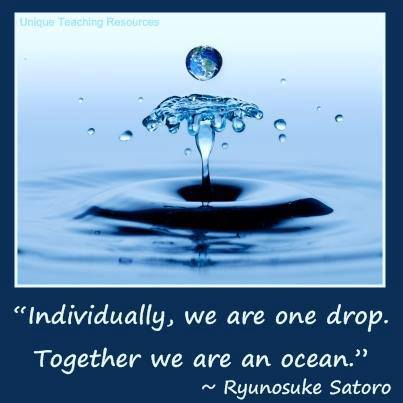 Unique Teaching Resources
“Individually, we are one drop.
Together we are an ocean.”
~ Ryunosuke Satoro